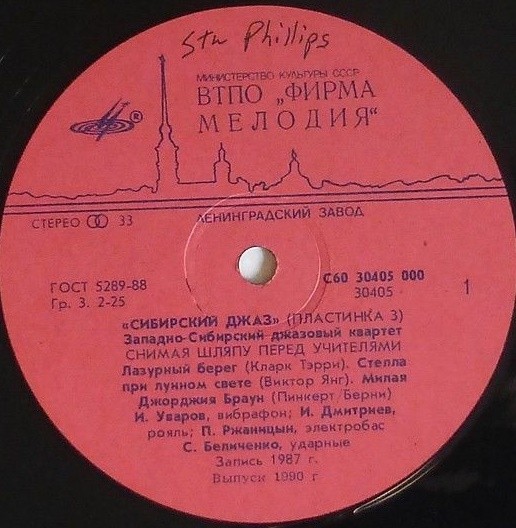 Stu Phillips
МИНИСТЕРСТВО КУЛЬТУРЫ СССР
ВТПО „ФИРМА
МЕЛОДИЯ“
®
СТЕРЕО 33
ЛЕНИНГРАДСКИЙ ЗАВОД
ГОСТ 5289-88
Гр. 3. 2-25
С60 30405 000
30405
1
«СИБИРСКИЙ ДЖАЗ» (ПЛАСТИНКА 3)
Западно-Сибирский джазовый квартет
СНИМАЯ ШЛЯПУ ПЕРЕД УЧИТЕЛЯМИ
Лазурный берег (Кларк Тэрри). Стелла
при лунном свете (Виктор Янг). Милая
Джорджия Браун (Пинкерт/Берни)
И. Уваров, вибрафон; И. Дмитриев,
рояль; П. Ржаницын, электробас
С. Беличенко, ударные
Запись 1987 г.
Выпуск 1990 г